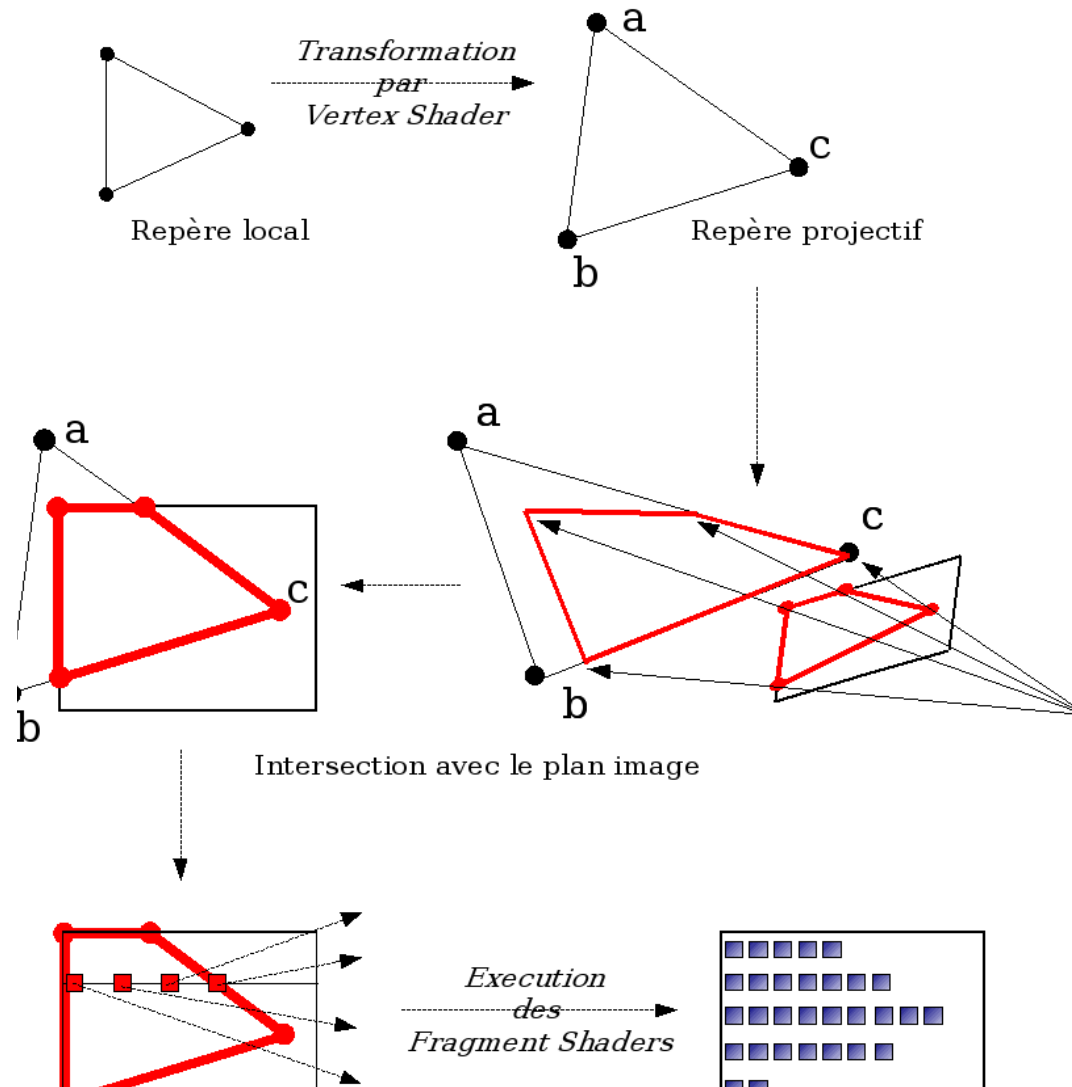 a
Transformation
par
Vertex Shader
c
Repère local
Repère projectif
b
a
a
c
c
b
b
Intersection avec le plan image
Execution
des
Fragment Shaders